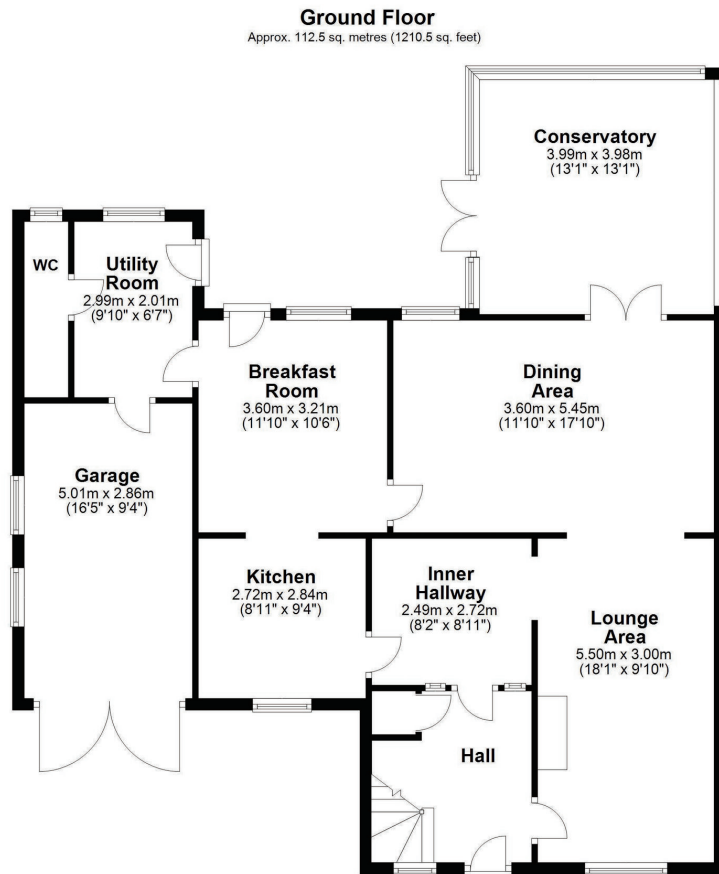 Ground Floor
Approx. 112.5 sq. metres (1210.5 sq. feet)
Conservatory
3.99m x 3.98m
(13'1" x 13'1")
WC
Utility
Room
2.99m x 2.01m
(9'10" x 6'7")
Breakfast
Room
3.60m x 3.21m
(11'10" x 10'6")
Dining
Area
3.60m x 5.45m
(11'10" x 17'10")
Garage
5.01m x 2.86m
(16'5" x 9'4")
Kitchen
2.72m x 2.84m
(8'11" x 9'4")
Inner
Hallway
2.49m x 2.72m
(8'2" x 8'11")
Lounge
Area
5.50m x 3.00m
(18'1" x 9'10")
Hall